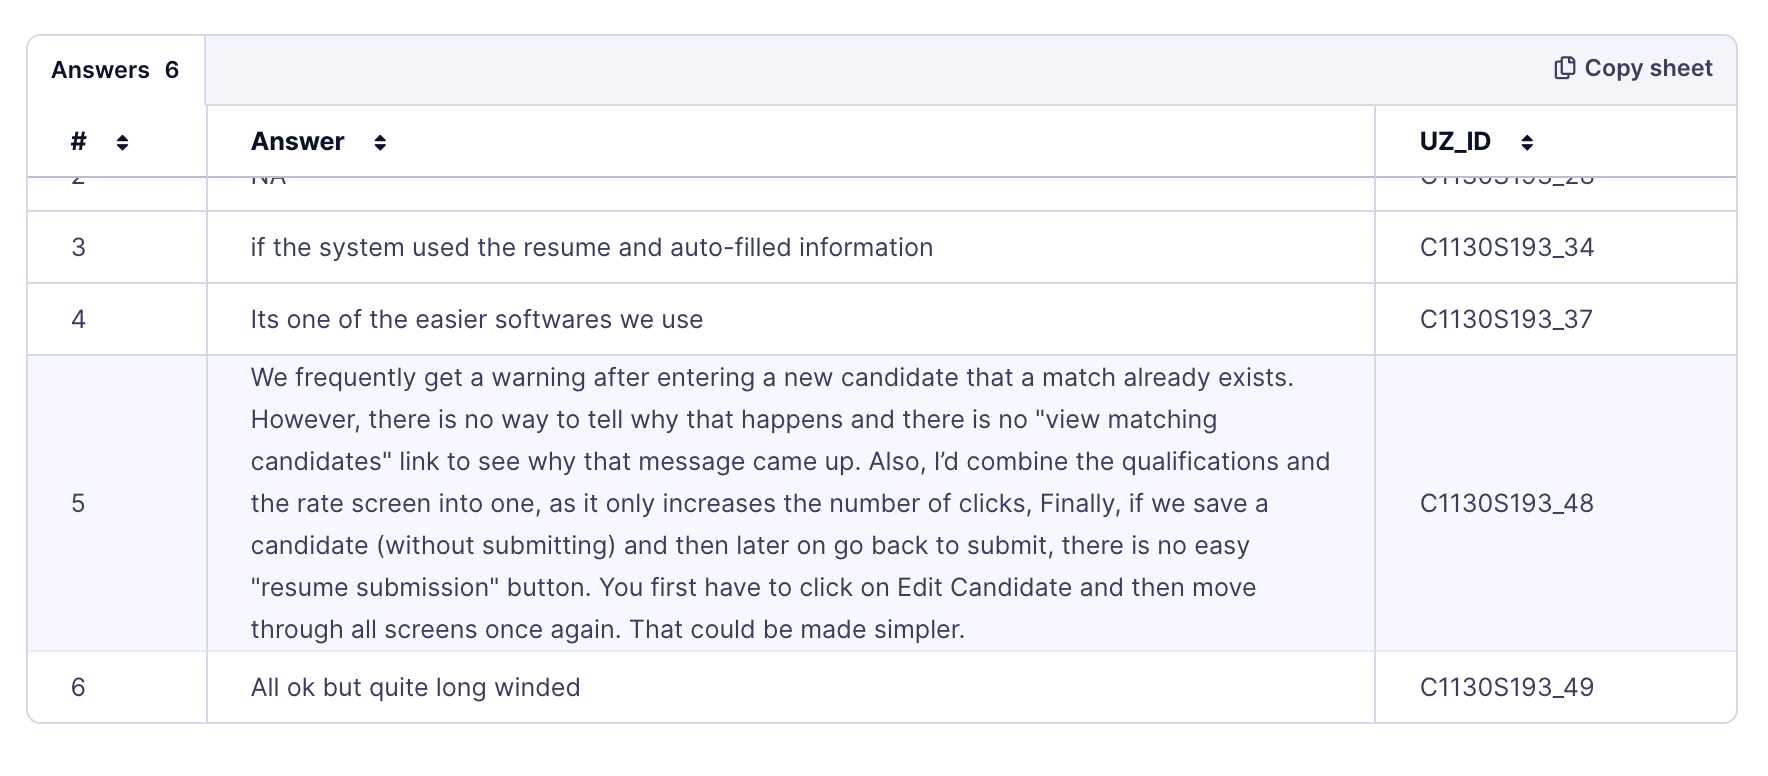 Answers 6
Copy sheet
# Answer UZ_ID
2 NA C1130S193_28
3 if the system used the resume and auto-filled information C1130S193_34
4 Its one of the easier softwares we use C1130S193_37
We frequently get a warning after entering a new candidate that a match already exists.
However, there is no way to tell why that happens and there is no "view matching
candidates" link to see why that message came up. Also, I’d combine the qualifications and
5 the rate screen into one, as it only increases the number of clicks, Finally, if we save a C1130S193_48
candidate (without submitting) and then later on go back to submit, there is no easy
"resume submission" button. You first have to click on Edit Candidate and then move
through all screens once again. That could be made simpler.
6 All ok but quite long winded C1130S193_49